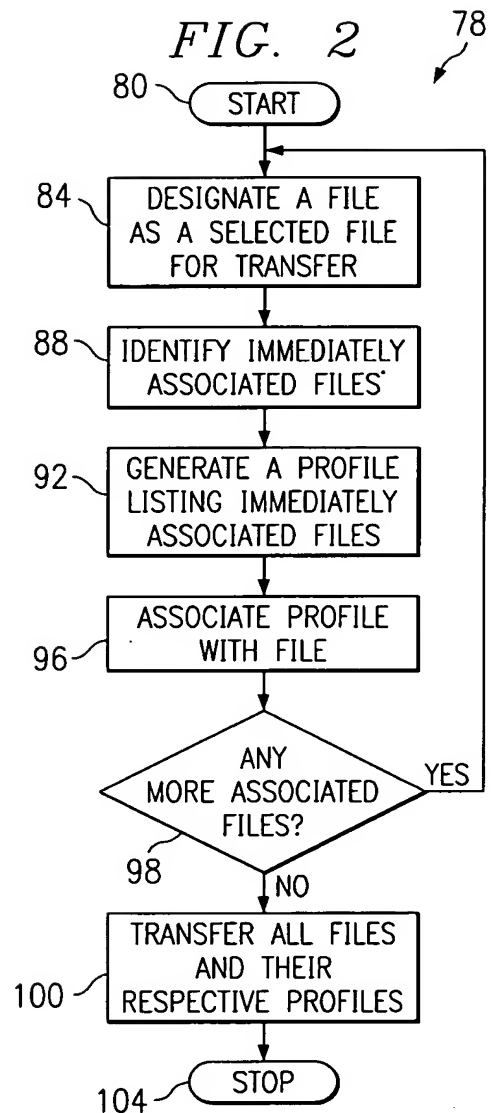 FIG. 2
78
80
START
84
DESIGNATE A FILE
AS A SELECTED FILE
FOR TRANSFER
88
IDENTIFY IMMEDIATELY
ASSOCIATED FILES
92
GENERATE A PROFILE
LISTING IMMEDIATELY
ASSOCIATED FILES
96
ASSOCIATE PROFILE
WITH FILE
ANY
MORE ASSOCIATED
FILES?
YES
98
NO
100
TRANSFER ALL FILES
AND THEIR
RESPECTIVE PROFILES
104
STOP